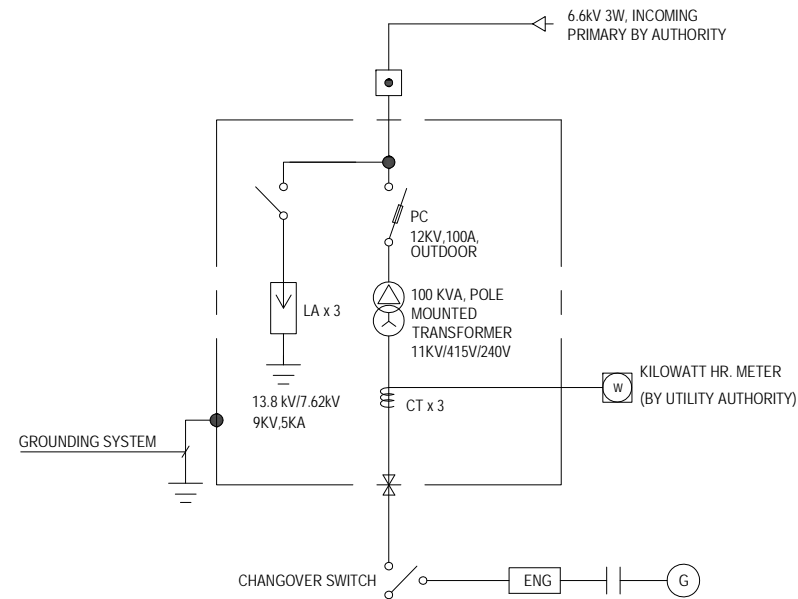 6.6kV 3W, INCOMING
PRIMARY BY AUTHORITY
PC
12KV,100A,
OUTDOOR
100 KVA, POLE
MOUNTED
TRANSFORMER
11KV/415V/240V
LA x 3
KILOWATT HR. METER
W
(BY UTILITY AUTHORITY)
13.8 kV/7.62kV
9KV,5KA
CT x 3
GROUNDING SYSTEM
CHANGOVER SWITCH
ENG
G